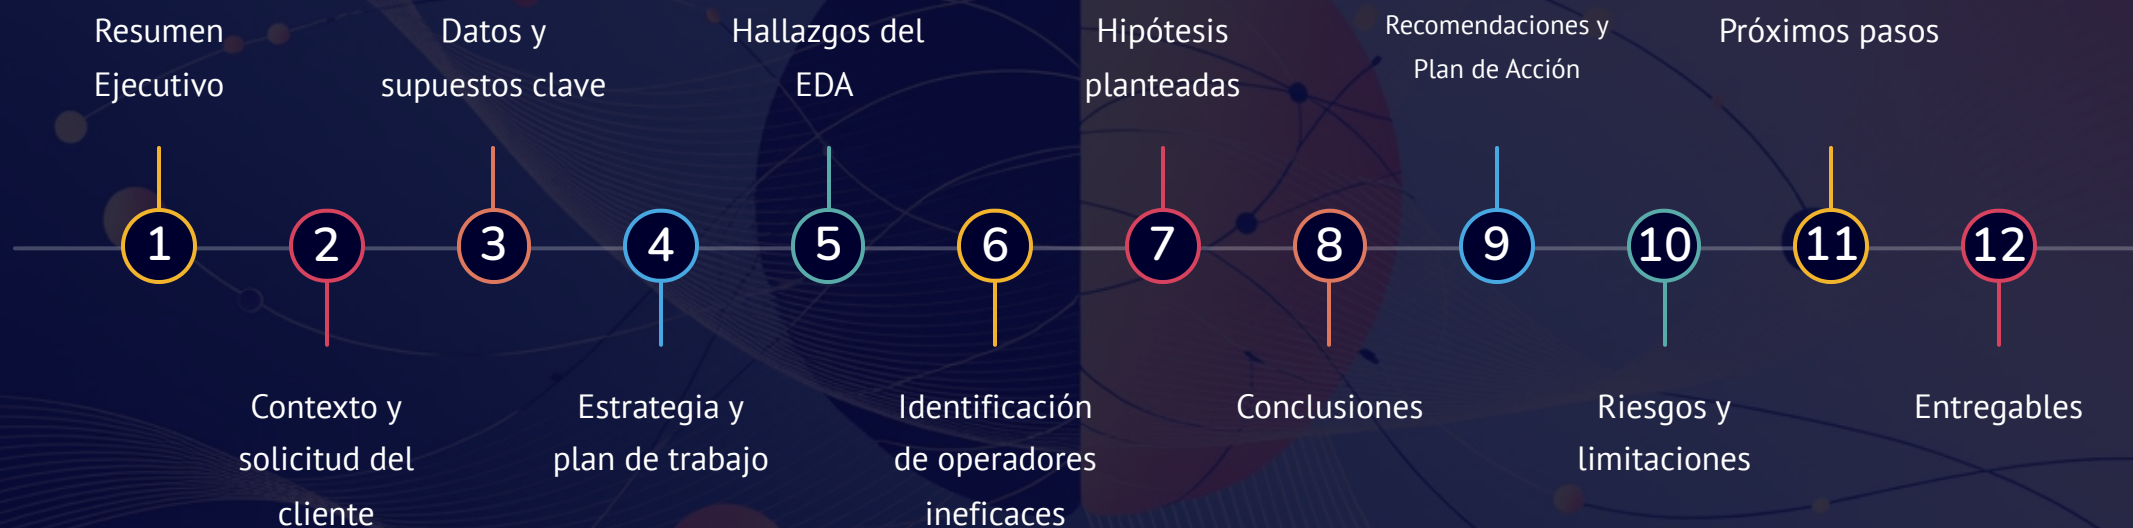 Resumen
Ejecutivo
Datos y
supuestos clave
Hallazgos del
EDA
Hipótesis
planteadas
Recomendaciones y
Plan de Acción
Próximos pasos
1
2
3
4
5
6
7
8
9
10
11
12
Contexto y
solicitud del
cliente
Estrategia y
plan de trabajo
Identificación
de operadores
ineficaces
Conclusiones
Riesgos y
limitaciones
Entregables